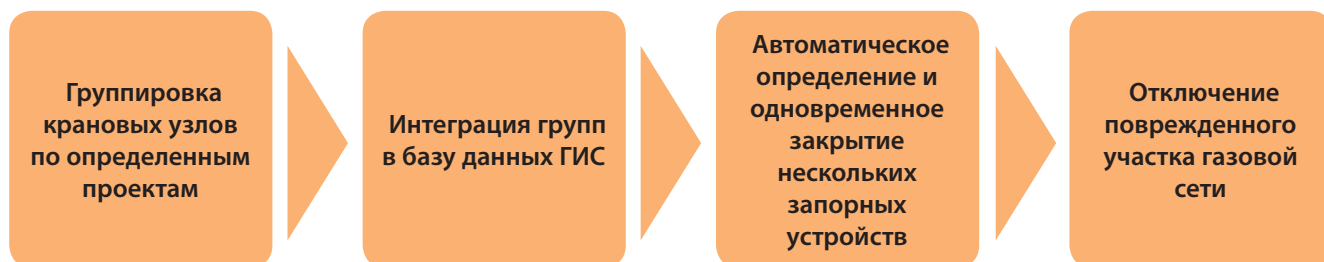 Группировка
крановых узлов
по определенным
проектам
Интеграция групп
в базу данных ГИС
Автоматическое
определение и
одновременное
закрытие
нескольких
запорных
устройств
Отключение
поврежденного
участка газовой
сети